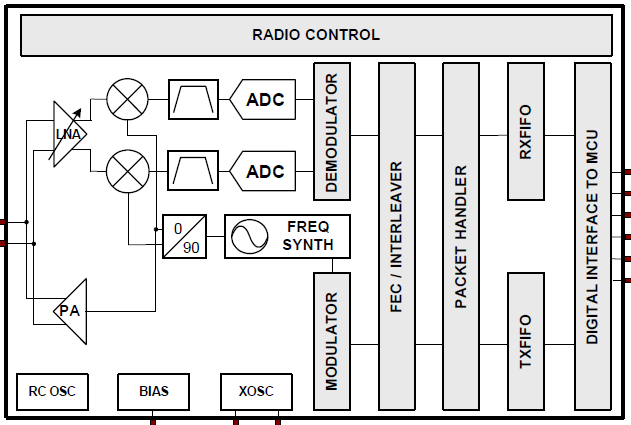 RADIO CONTROL
LNA
ADC
ADC
DEMODULATOR
FEC / INTERLEAVER
PACKET HANDLER
RXFIFO
DIGITAL INTERFACE TO MCU
0
90
FREQ
SYNTH
PA
MODULATOR
TXFIFO
RC OSC
BIAS
XOSC